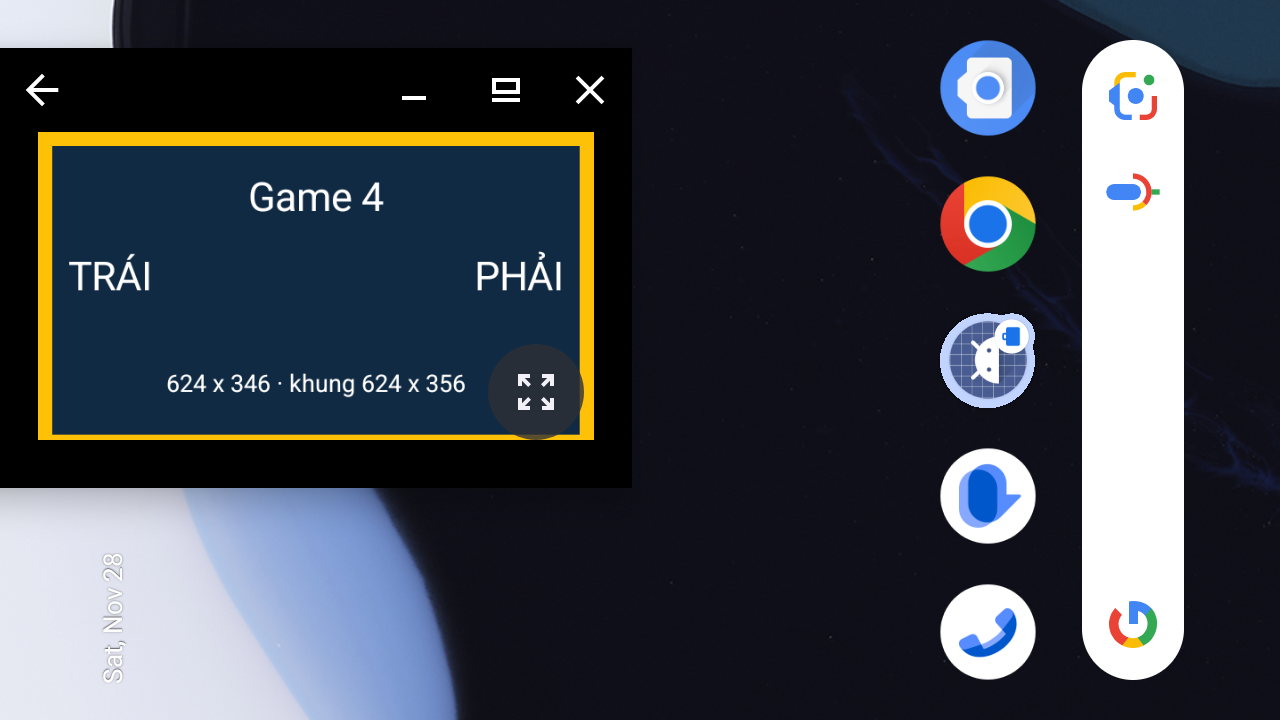 Game 4
TRÁI
PHẢI
624 x 346 · khung 624 x 356
Sat, Nov 28